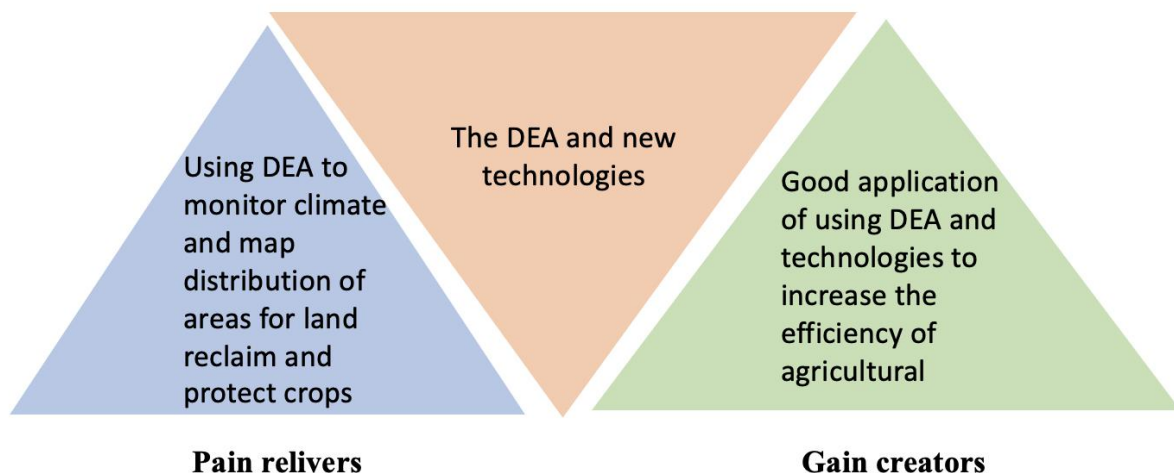 Using DEA to
monitor climate
and map
distribution of
areas for land
reclaim and
protect crops
The DEA and new
technologies
Good application
of using DEA and
technologies to
increase the
efficiency of
agricultural
Pain relivers
Gain creators